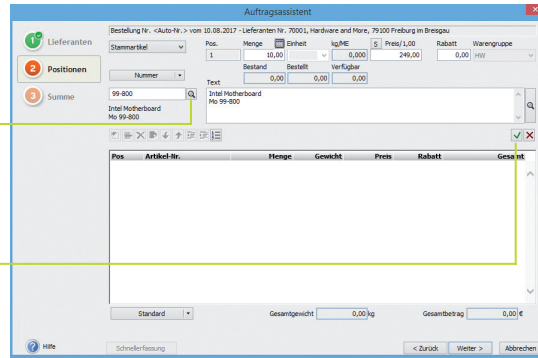 Auftragsassistent
Bestellung Nr. <Auto-Nr.> vom 10.08.2017 - Lieferanten Nr. 70001, Hardware and More, 79100 Freiburg im Breisgau
1 Lieferanten
2 Positionen
3 Summe
Stammartikel
Pos. Menge Einheit kg/ME S Preis/1,00 Rabatt Warengruppe
1 10,00 0,000 249,00 0,00 HW
Bestand Bestellt Verfügbar
Nummer 0,00 0,00 0,00
Text
99-800
Intel Motherboard
Mo 99-800
Intel Motherboard
Mo 99-800
Pos Artikel-Nr. Menge Gewicht Preis Rabatt Gesamt
Standard Gesamtgewicht 0,00 kg Gesamtbetrag 0,00 €
Hilfe Schnellerfassung < Zurück Weiter > Abbrechen